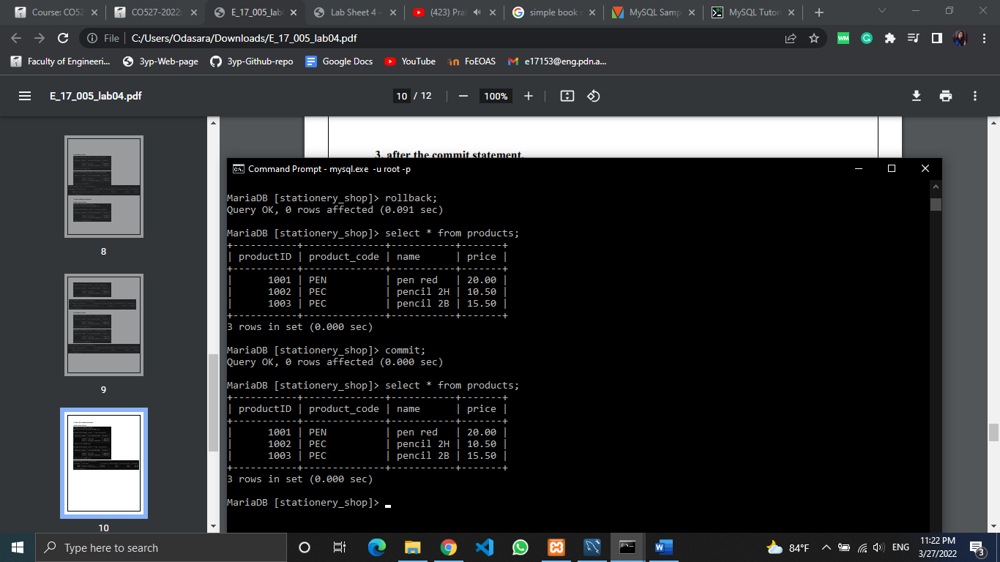 Course: CO52
CO527-2022:
E_17_005_lab
Lab Sheet 4 -
(423) Pra
simple book
MySQL Samp
MySQL Tutor
File
C:/Users/Odasara/Downloads/E_17_005_lab04.pdf
Faculty of Engineeri...
3yp-Web-page
3yp-Github-repo
Google Docs
YouTube
FoEOAS
e17153@eng.pdn.a...
E_17_005_lab04.pdf
10 / 12
100%
3. after the commit statement.
8
9
10
Command Prompt - mysql.exe -u root -p
MariaDB [stationery_shop]> rollback;
Query OK, 0 rows affected (0.091 sec)
MariaDB [stationery_shop]> select * from products;
+-----------+--------------+-----------+-------+
| productID | product_code | name      | price |
+-----------+--------------+-----------+-------+
|      1001 | PEN          | pen red   | 20.00 |
|      1002 | PEC          | pencil 2H | 10.50 |
|      1003 | PEC          | pencil 2B | 15.50 |
+-----------+--------------+-----------+-------+
3 rows in set (0.000 sec)
MariaDB [stationery_shop]> commit;
Query OK, 0 rows affected (0.000 sec)
MariaDB [stationery_shop]> select * from products;
+-----------+--------------+-----------+-------+
| productID | product_code | name      | price |
+-----------+--------------+-----------+-------+
|      1001 | PEN          | pen red   | 20.00 |
|      1002 | PEC          | pencil 2H | 10.50 |
|      1003 | PEC          | pencil 2B | 15.50 |
+-----------+--------------+-----------+-------+
3 rows in set (0.000 sec)
MariaDB [stationery_shop]>
Type here to search
84°F
ENG
11:22 PM
3/27/2022
3